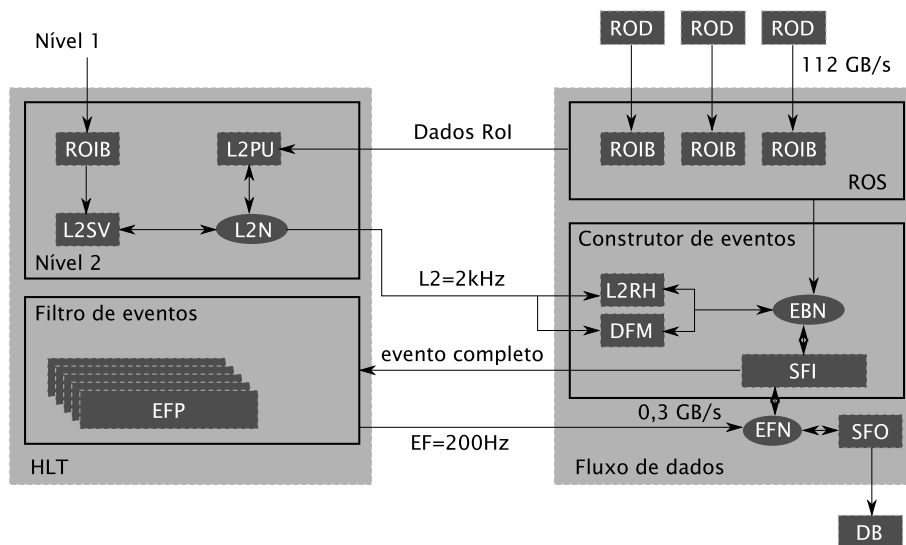 Nível 1
ROD
ROD
ROD
112 GB/s
ROIB
L2PU
Dados RoI
ROIB
ROIB
ROIB
ROS
L2SV
L2N
Nível 2
Construtor de eventos
L2=2kHz
L2RH
EBN
DFM
Filtro de eventos
evento completo
SFI
EFP
0,3 GB/s
EF=200Hz
EFN
SFO
HLT
Fluxo de dados
DB